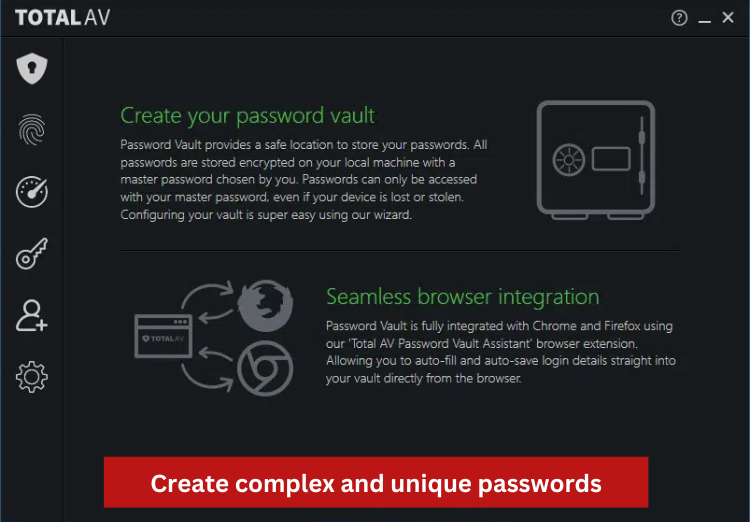 TOTAL AV
Create your password vault
Password Vault provides a safe location to store your passwords. All
passwords are stored encrypted on your local machine with a
master password chosen by you. Passwords can only be accessed
with your master password, even if your device is lost or stolen.
Configuring your vault is super easy using our wizard.
TOTALAV
Seamless browser integration
Password Vault is fully integrated with Chrome and Firefox using
our 'Total AV Password Vault Assistant' browser extension.
Allowing you to auto-fill and auto-save login details straight into
your vault directly from the browser.
Create complex and unique passwords